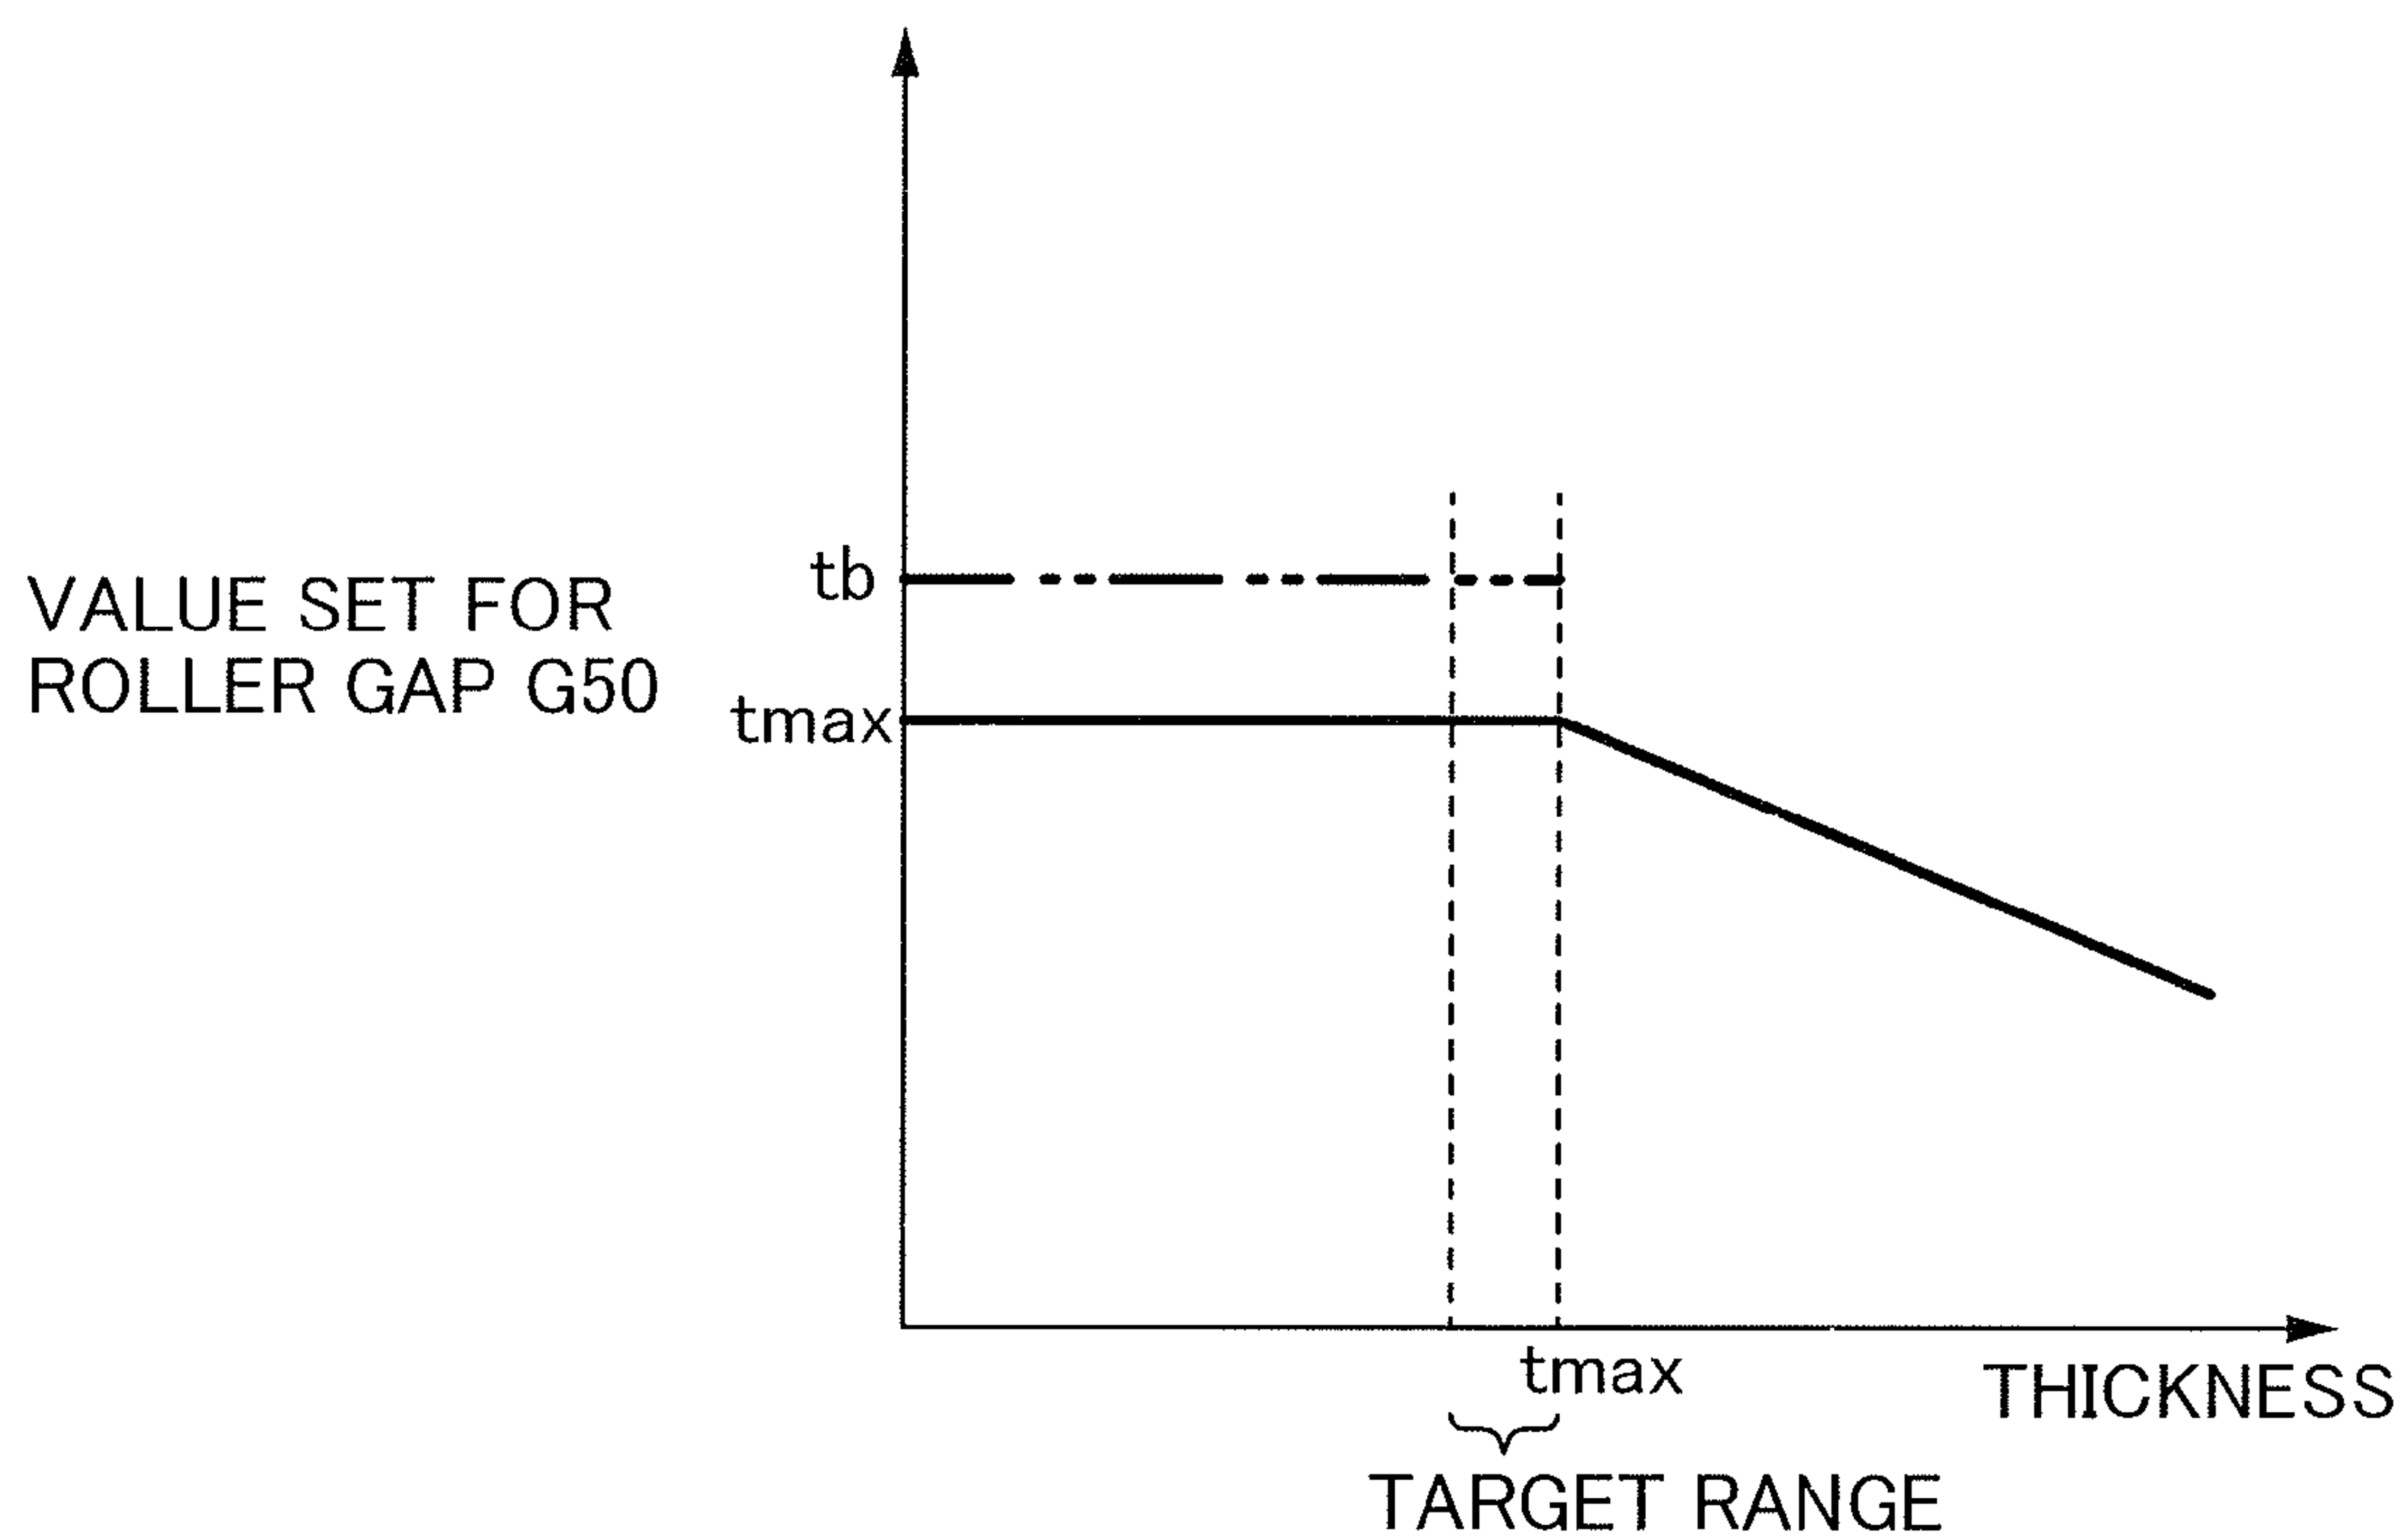 tb
VALUE SET FOR
ROLLER GAP G50
tmax
tmax
THICKNESS
TARGET RANGE